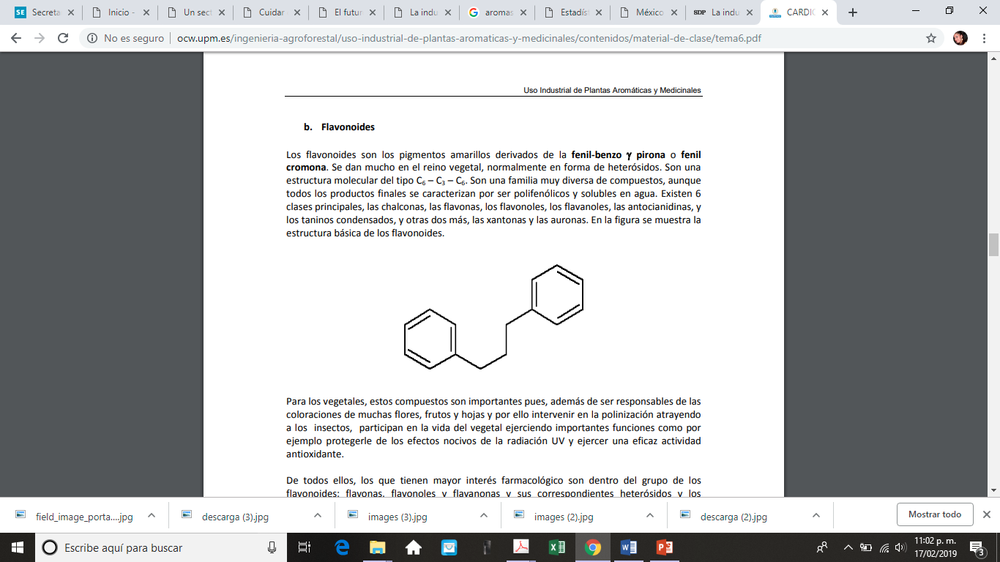 Secreta
Inicio -
Un sect
Cuidar
El futur
La indu
aromas
Estadíst
México
SDP La indu
CARDIO
No es seguro | ocw.upm.es/ingenieria-agroforestal/uso-industrial-de-plantas-aromaticas-y-medicinales/contenidos/material-de-clase/tema6.pdf
Uso Industrial de Plantas Aromáticas y Medicinales
b. Flavonoides
Los flavonoides son los pigmentos amarillos derivados de la fenil-benzo γ pirona o fenil
cromona. Se dan mucho en el reino vegetal, normalmente en forma de heterósidos. Son una
estructura molecular del tipo C₆ – C₃ – C₆. Son una familia muy diversa de compuestos, aunque
todos los productos finales se caracterizan por ser polifenólicos y solubles en agua. Existen 6
clases principales, las chalconas, las flavonas, los flavonoles, los flavanoles, las antocianidinas, y
los taninos condensados, y otras dos más, las xantonas y las auronas. En la figura se muestra la
estructura básica de los flavonoides.
Para los vegetales, estos compuestos son importantes pues, además de ser responsables de las
coloraciones de muchas flores, frutos y hojas y por ello intervenir en la polinización atrayendo
a los insectos, participan en la vida del vegetal ejerciendo importantes funciones como por
ejemplo protegerle de los efectos nocivos de la radiación UV y ejercer una eficaz actividad
antioxidante.
De todos ellos, los que tienen mayor interés farmacológico son dentro del grupo de los
flavonoides: flavonas, flavonoles y flavanonas y sus correspondientes heterósidos y los
field_image_porta....jpg
descarga (3).jpg
images (3).jpg
images (2).jpg
descarga (2).jpg
Mostrar todo
Escribe aquí para buscar
11:02 p. m.
17/02/2019
3